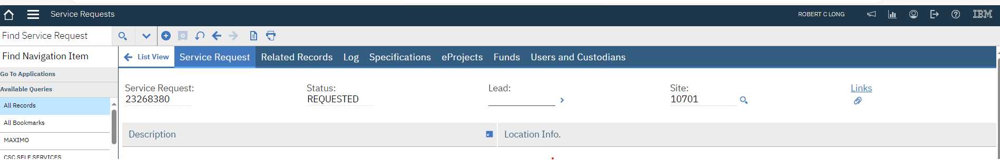 Service Requests
ROBERT C LONG
IBM
Find Service Request
Find Navigation Item
List View
Service Request
Related Records
Log
Specifications
eProjects
Funds
Users and Custodians
Go To Applications
Available Queries
All Records
All Bookmarks
MAXIMO
CSC SELF SERVICES
Service Request:
23268380
Status:
REQUESTED
Lead:
Site:
10701
Links
Description
Location Info.